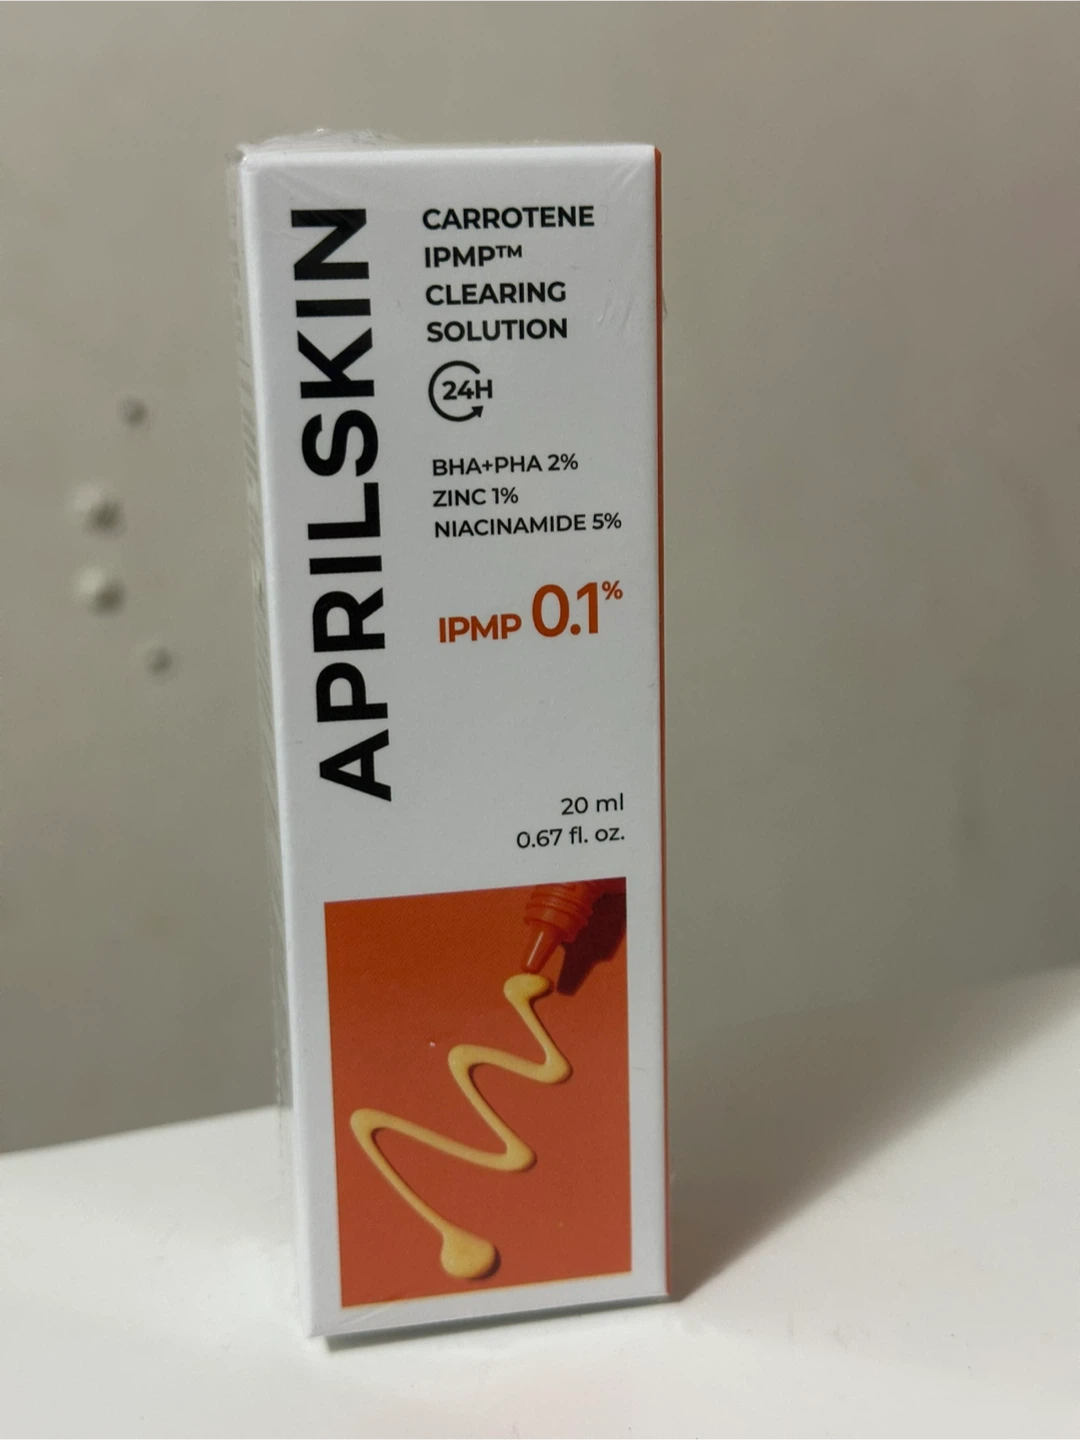 APRILSKIN
CARROTENE
IPMP™
CLEARING
SOLUTION
24H
BHA+PHA 2%
ZINC 1%
NIACINAMIDE 5%
IPMP 0.1%
20 ml
0.67 fl. oz.